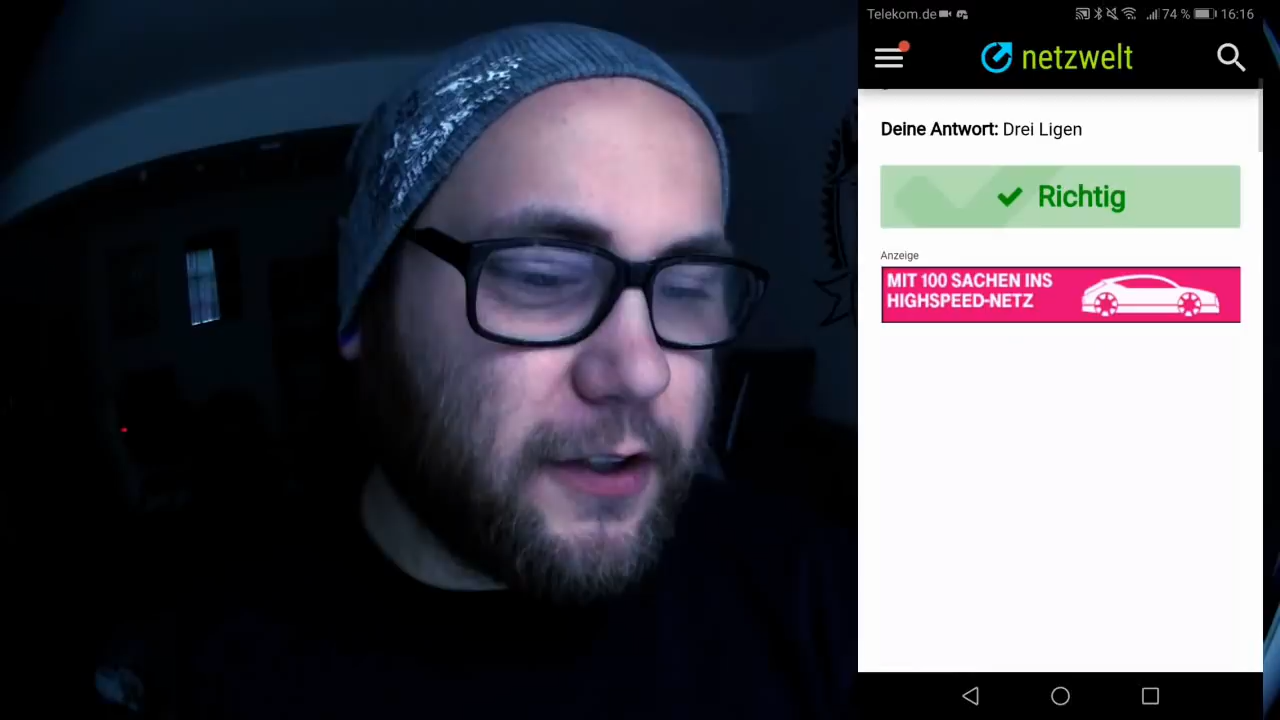 Telekom.de 74 % 16:16
netzwelt
Deine Antwort: Drei Ligen
Richtig
Anzeige
MIT 100 SACHEN INS
HIGHSPEED-NETZ